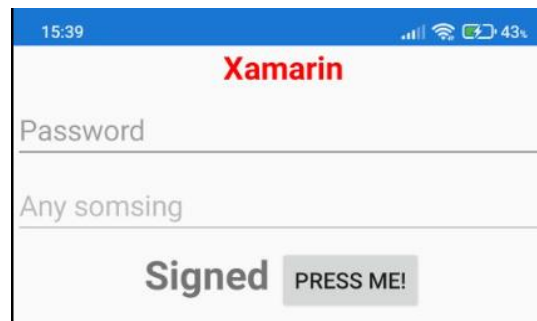 15:39 43%
Xamarin
Password
Any somsing
Signed PRESS ME!